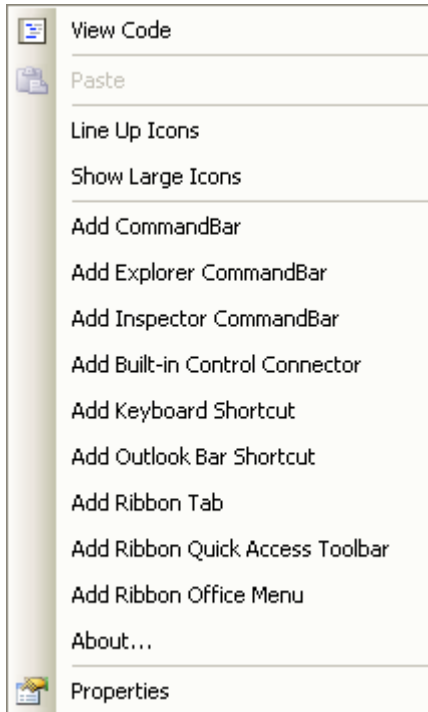 View Code
Paste
Line Up Icons
Show Large Icons
Add CommandBar
Add Explorer CommandBar
Add Inspector CommandBar
Add Built-in Control Connector
Add Keyboard Shortcut
Add Outlook Bar Shortcut
Add Ribbon Tab
Add Ribbon Quick Access Toolbar
Add Ribbon Office Menu
About...
Properties